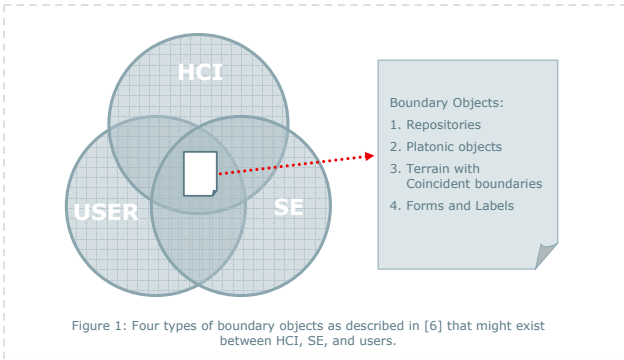 HCI
USER
SE
Boundary Objects:
1. Repositories
2. Platonic objects
3. Terrain with
Coincident boundaries
4. Forms and Labels
Figure 1: Four types of boundary objects as described in [6] that might exist
between HCI, SE, and users.